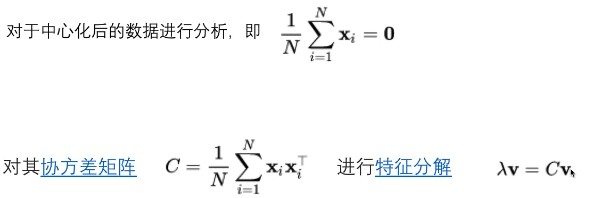 对于中心化后的数据进行分析，即 $\frac{1}{N}\sum_{i=1}^{N}\mathbf{x}_i = \mathbf{0}$
对其协方差矩阵 $C = \frac{1}{N}\sum_{i=1}^{N}\mathbf{x}_i\mathbf{x}_i^\top$ 进行特征分解 $\lambda\mathbf{v} = C\mathbf{v}$